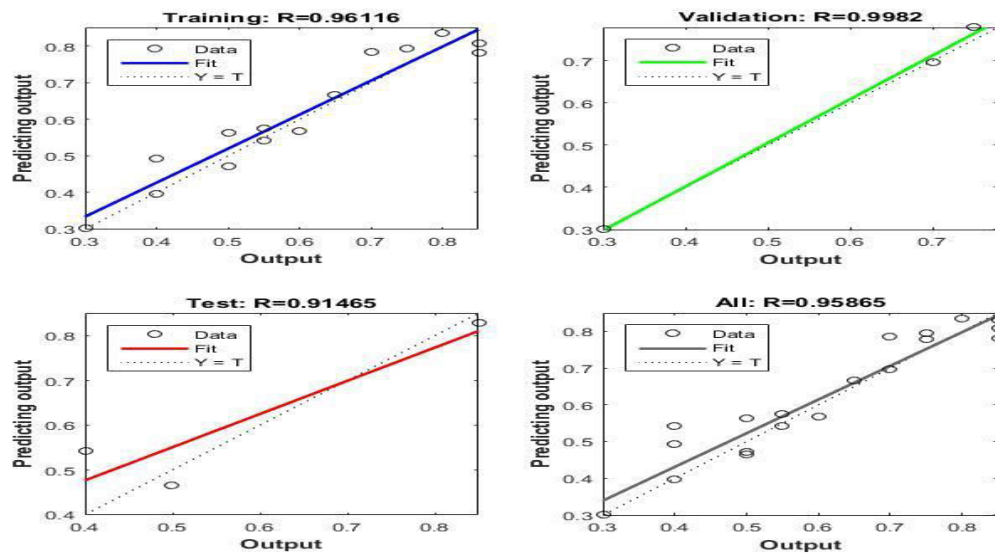 Training: R=0.96116
Predicting output
0.8
0.7
0.6
0.5
0.4
0.3
Data
Fit
Y = T
0.3 0.4 0.5 0.6 0.7 0.8
Output
Validation: R=0.9982
Predicting output
0.7
0.6
0.5
0.4
0.3
Data
Fit
Y = T
0.3 0.4 0.5 0.6 0.7
Output
Test: R=0.91465
Predicting output
0.8
0.7
0.6
0.5
0.4
Data
Fit
Y = T
0.4 0.5 0.6 0.7 0.8
Output
All: R=0.95865
Predicting output
0.8
0.7
0.6
0.5
0.4
0.3
Data
Fit
Y = T
0.3 0.4 0.5 0.6 0.7 0.8
Output